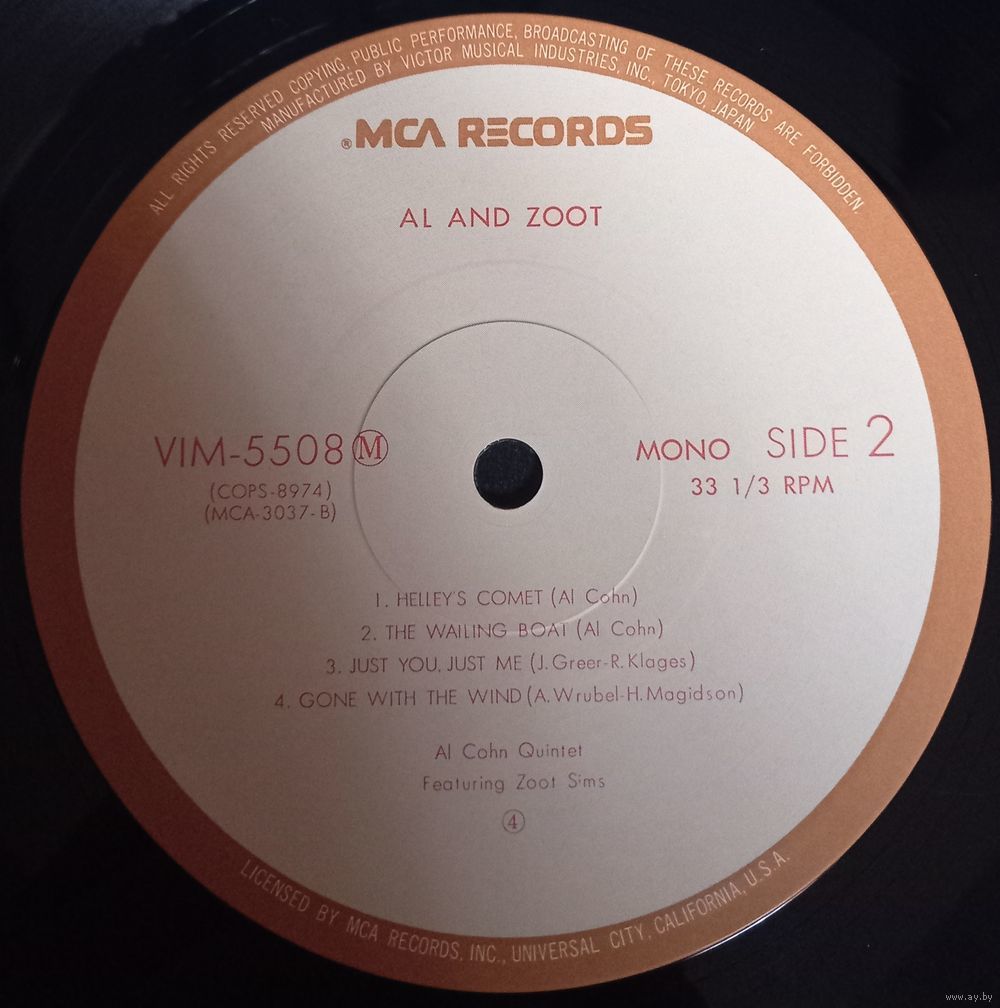 ALL RIGHTS RESERVED COPYING, PUBLIC PERFORMANCE, BROADCASTING OF THESE RECORDS ARE FORBIDDEN.
MANUFACTURED BY VICTOR MUSICAL INDUSTRIES, INC., TOKYO, JAPAN
® MCA RECORDS
AL AND ZOOT
VIM-5508 Ⓜ
(COPS-8974)
(MCA-3037-B)
MONO SIDE 2
33 1/3 RPM
1. HELLEY'S COMET (Al Cohn)
2. THE WAILING BOAT (Al Cohn)
3. JUST YOU, JUST ME (J.Greer-R.Klages)
4. GONE WITH THE WIND (A.Wrubel-H.Magidson)
Al Cohn Quintet
Featuring Zoot Sims
④
LICENSED BY MCA RECORDS, INC., UNIVERSAL CITY, CALIFORNIA, U.S.A.
www.ay.by